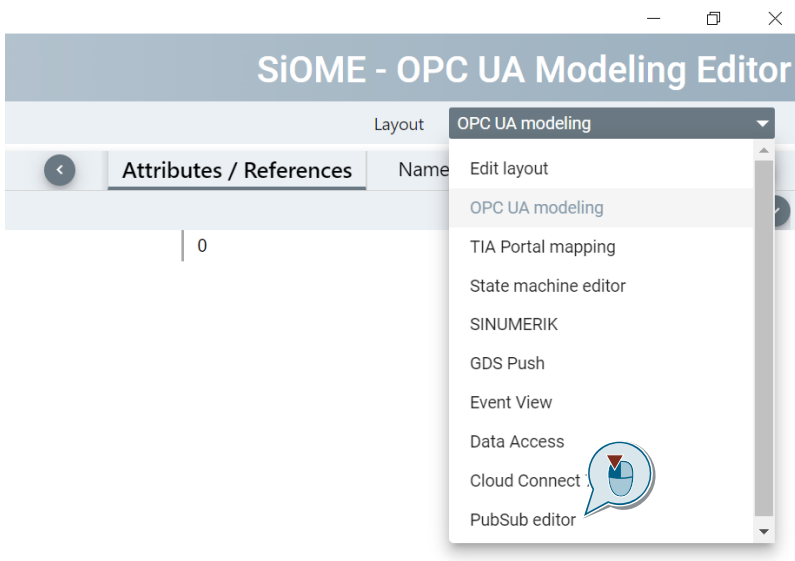 SiOME - OPC UA Modeling Editor
Layout OPC UA modeling
Attributes / References Name
Edit layout
OPC UA modeling
0
TIA Portal mapping
State machine editor
SINUMERIK
GDS Push
Event View
Data Access
Cloud Connect
PubSub editor